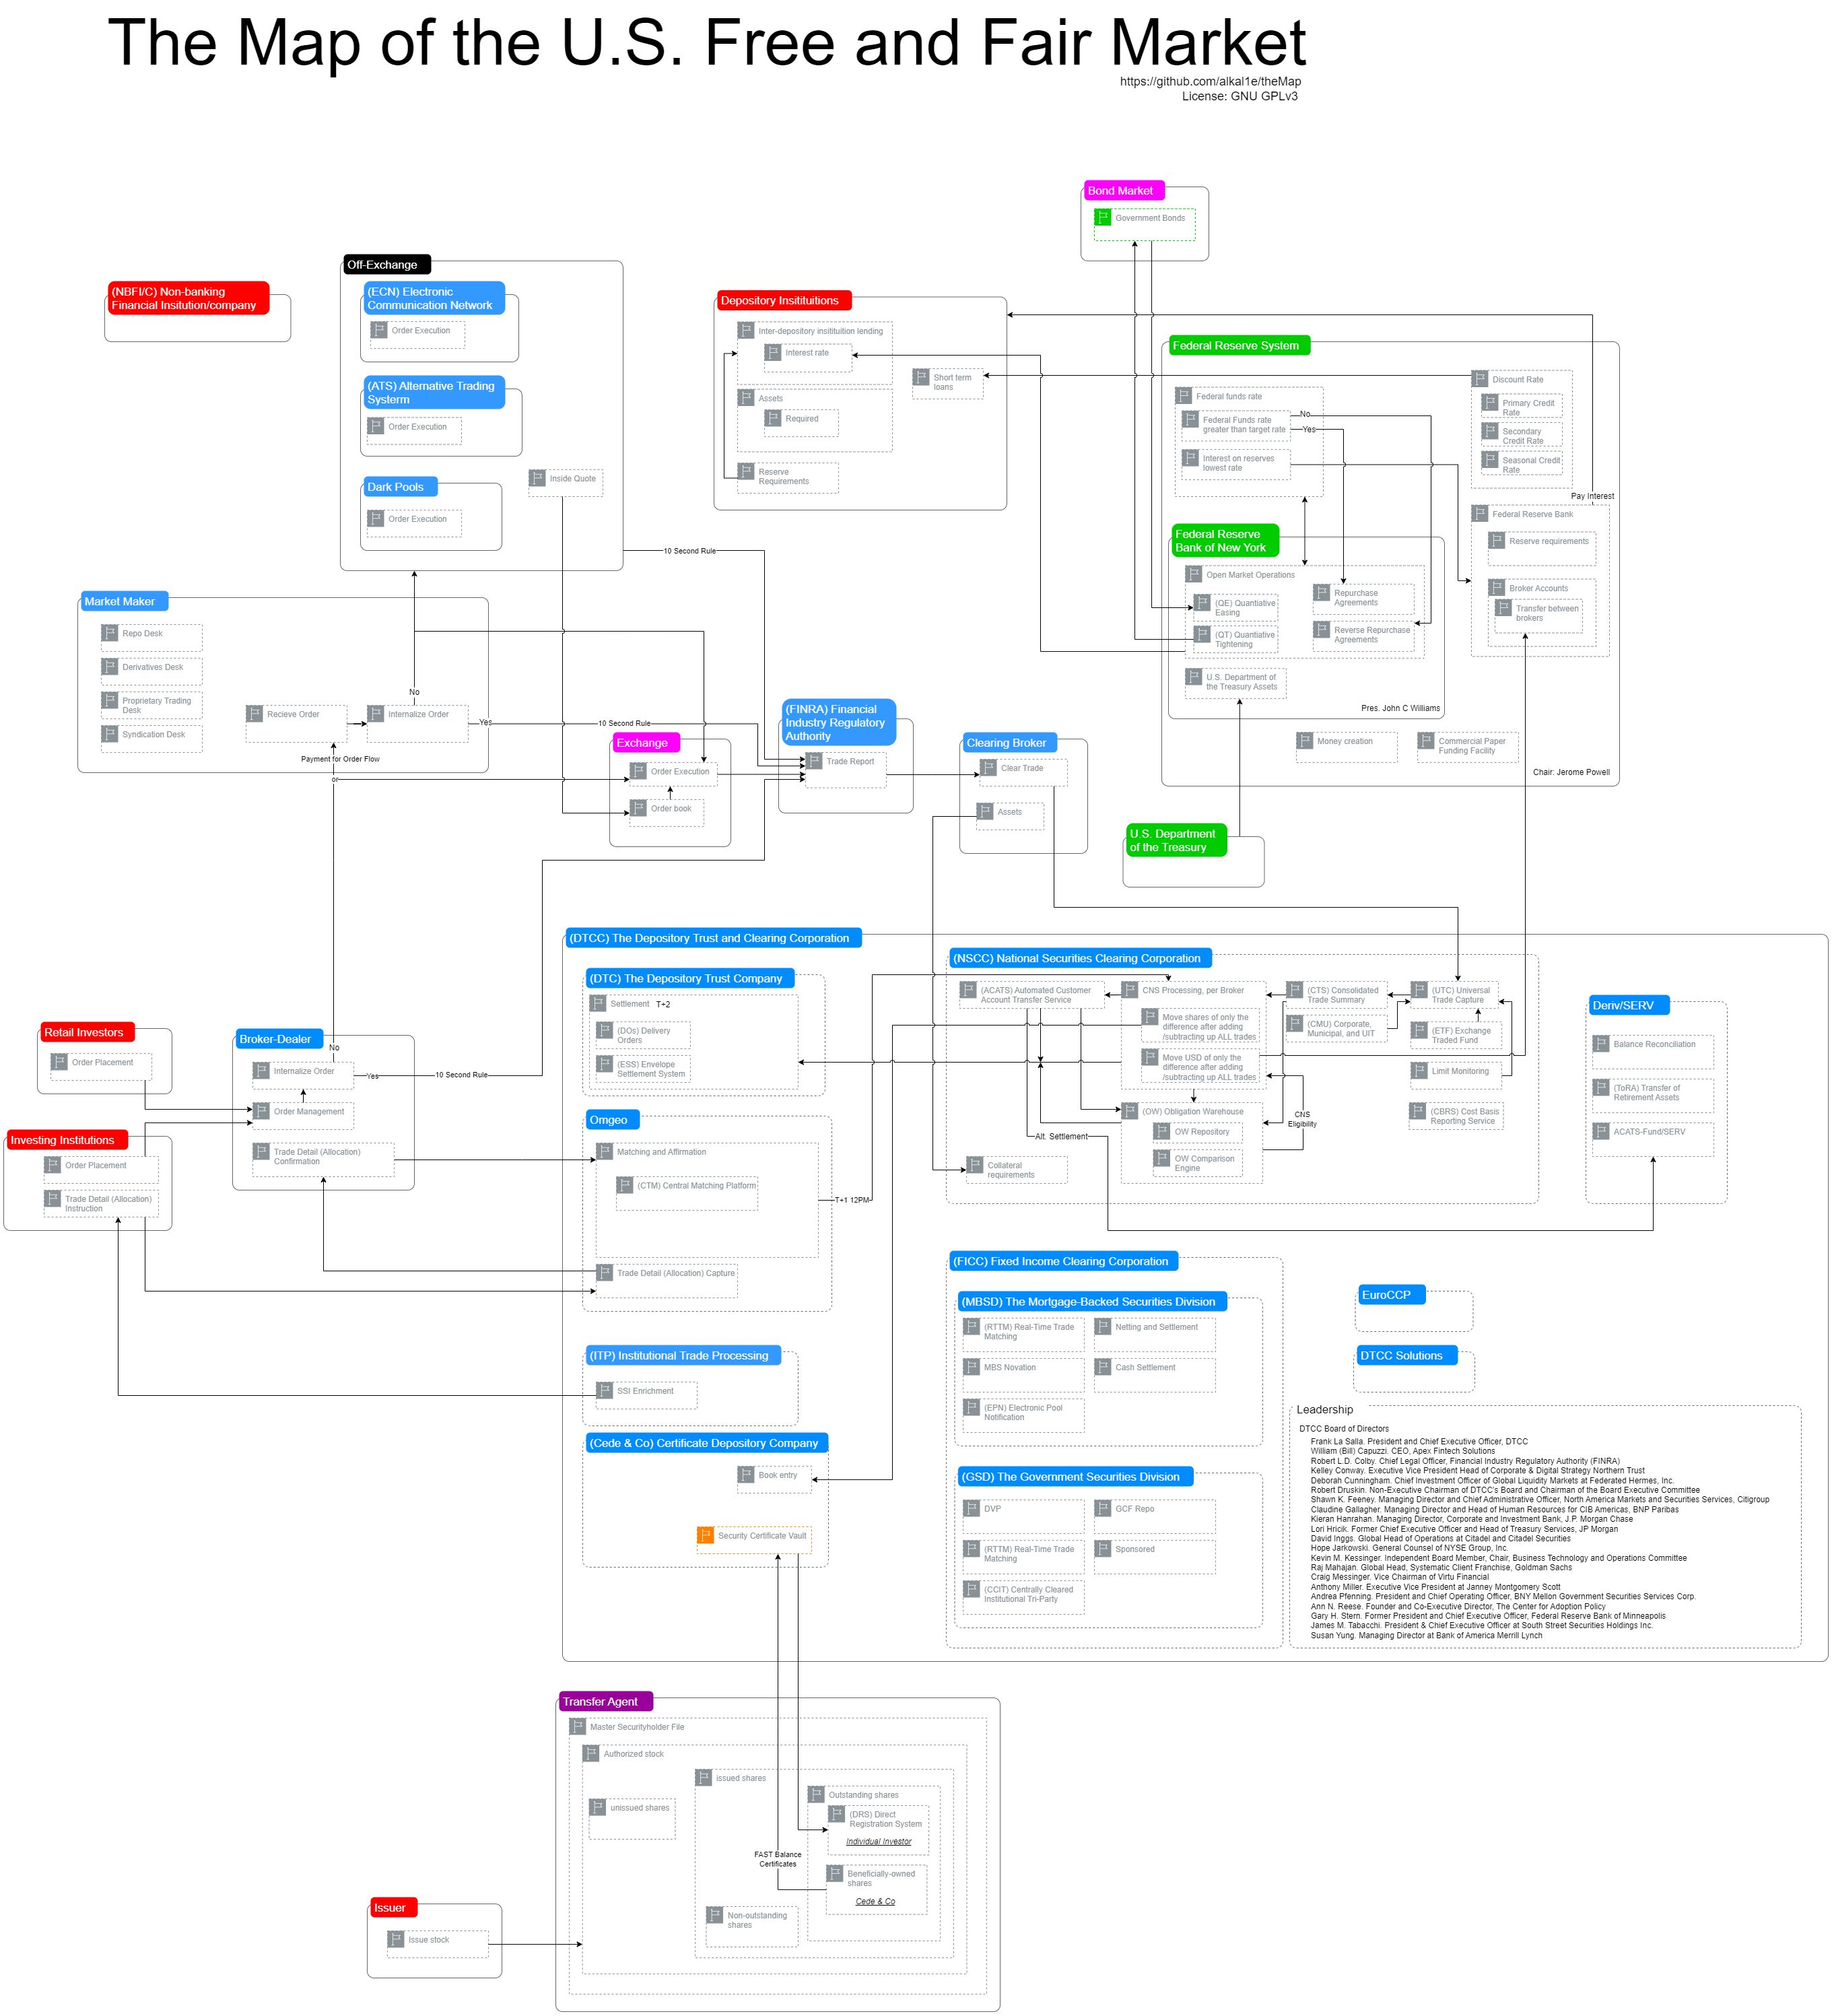 The Map of the U.S. Free and Fair Market
https://github.com/alkal1e/theMap
License: GNU GPLv3
Bond Market
Government Bonds
Off-Exchange
(NBFI/C) Non-banking
Financial Insitution/company
(ECN) Electronic
Communication Network
Order Execution
(ATS) Alternative Trading
Systerm
Order Execution
Dark Pools
Order Execution
Inside Quote
10 Second Rule
Depository Insitituitions
Inter-depository insitituition lending
Interest rate
Assets
Required
Reserve
Requirements
Short term
loans
Federal Reserve System
Federal funds rate
Federal Funds rate
greater than target rate
No
Yes
Interest on reserves
lowest rate
Discount Rate
Primary Credit
Rate
Secondary
Credit Rate
Seasonal Credit
Rate
Pay Interest
Federal Reserve Bank
Reserve requirements
Broker Accounts
Transfer between
brokers
Federal Reserve
Bank of New York
Open Market Operations
(QE) Quantiative
Easing
(QT) Quantiative
Tightening
Repurchase
Agreements
Reverse Repurchase
Agreements
U.S. Department of
the Treasury Assets
Pres. John C Williams
Money creation
Commercial Paper
Funding Facility
Chair: Jerome Powell
Market Maker
Repo Desk
Derivatives Desk
Proprietary Trading
Desk
Syndication Desk
Recieve Order
Internalize Order
No
Yes
10 Second Rule
Payment for Order Flow
or
Exchange
Order Execution
Order book
(FINRA) Financial
Industry Regulatory
Authority
Trade Report
Clearing Broker
Clear Trade
Assets
U.S. Department
of the Treasury
(DTCC) The Depository Trust and Clearing Corporation
(DTC) The Depository Trust Company
Settlement
T+2
(DOs) Delivery
Orders
(ESS) Envelope
Settlement System
(NSCC) National Securities Clearing Corporation
(ACATS) Automated Customer
Account Transfer Service
CNS Processing, per Broker
Move shares of only the
difference after adding
/subtracting up ALL trades
Move USD of only the
difference after adding
/subtracting up ALL trades
(CTS) Consolidated
Trade Summary
(CMU) Corporate,
Municipal, and UIT
(UTC) Universal
Trade Capture
(ETF) Exchange
Traded Fund
Limit Monitoring
(CBRS) Cost Basis
Reporting Service
(OW) Obligation Warehouse
OW Repository
OW Comparison
Engine
CNS
Eligibility
Alt. Settlement
Collateral
requirements
Deriv/SERV
Balance Reconciliation
(ToRA) Transfer of
Retirement Assets
ACATS-Fund/SERV
Retail Investors
Order Placement
Investing Institutions
Order Placement
Trade Detail (Allocation)
Instruction
Broker-Dealer
No
Internalize Order
Yes
10 Second Rule
Order Management
Trade Detail (Allocation)
Confirmation
Omgeo
Matching and Affirmation
(CTM) Central Matching Platform
T+1 12PM
Trade Detail (Allocation) Capture
(ITP) Institutional Trade Processing
SSI Enrichment
(Cede & Co) Certificate Depository Company
Book entry
Security Certificate Vault
(FICC) Fixed Income Clearing Corporation
(MBSD) The Mortgage-Backed Securities Division
(RTTM) Real-Time Trade
Matching
Netting and Settlement
MBS Novation
Cash Settlement
(EPN) Electronic Pool
Notification
(GSD) The Government Securities Division
DVP
GCF Repo
(RTTM) Real-Time Trade
Matching
Sponsored
(CCIT) Centrally Cleared
Institutional Tri-Party
EuroCCP
DTCC Solutions
Leadership
DTCC Board of Directors
Frank La Salla. President and Chief Executive Officer, DTCC
William (Bill) Capuzzi. CEO, Apex Fintech Solutions
Robert L.D. Colby. Chief Legal Officer, Financial Industry Regulatory Authority (FINRA)
Kelley Conway. Executive Vice President Head of Corporate & Digital Strategy Northern Trust
Deborah Cunningham. Chief Investment Officer of Global Liquidity Markets at Federated Hermes, Inc.
Robert Druskin. Non-Executive Chairman of DTCC's Board and Chairman of the Board Executive Committee
Shawn K. Feeney. Managing Director and Chief Administrative Officer, North America Markets and Securities Services, Citigroup
Claudine Gallagher. Managing Director and Head of Human Resources for CIB Americas, BNP Paribas
Kieran Hanrahan. Managing Director, Corporate and Investment Bank, J.P. Morgan Chase
Lori Hricik. Former Chief Executive Officer and Head of Treasury Services, JP Morgan
David Inggs. Global Head of Operations at Citadel and Citadel Securities
Hope Jarkowski. General Counsel of NYSE Group, Inc.
Kevin M. Kessinger. Independent Board Member, Chair, Business Technology and Operations Committee
Raj Mahajan. Global Head, Systematic Client Franchise, Goldman Sachs
Craig Messinger. Vice Chairman of Virtu Financial
Anthony Miller. Executive Vice President at Janney Montgomery Scott
Andrea Pfenning. President and Chief Operating Officer, BNY Mellon Government Securities Services Corp.
Ann N. Reese. Founder and Co-Executive Director, The Center for Adoption Policy
Gary H. Stern. Former President and Chief Executive Officer, Federal Reserve Bank of Minneapolis
James M. Tabacchi. President & Chief Executive Officer at South Street Securities Holdings Inc.
Susan Yung. Managing Director at Bank of America Merrill Lynch
Transfer Agent
Master Securityholder File
Authorized stock
unissued shares
issued shares
Outstanding shares
(DRS) Direct
Registration System
Individual Investor
FAST Balance
Certificates
Beneficially-owned
shares
Cede & Co
Non-outstanding
shares
Issuer
Issue stock